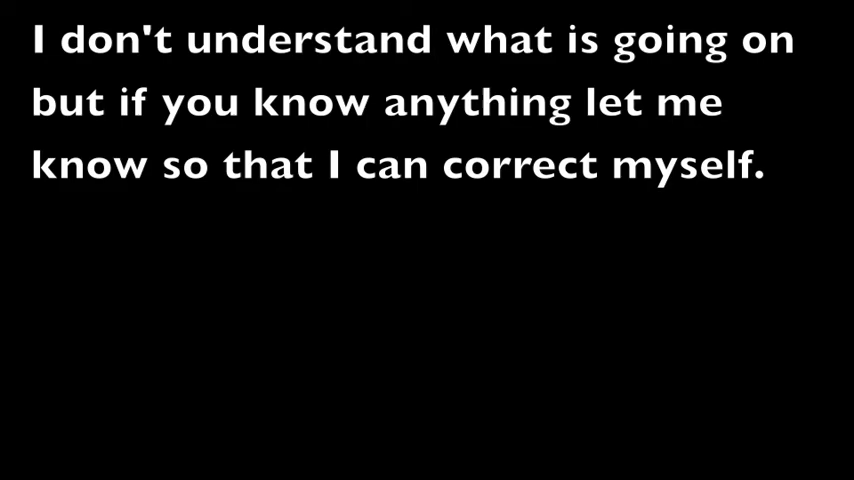 I don't understand what is going on
but if you know anything let me
know so that I can correct myself.